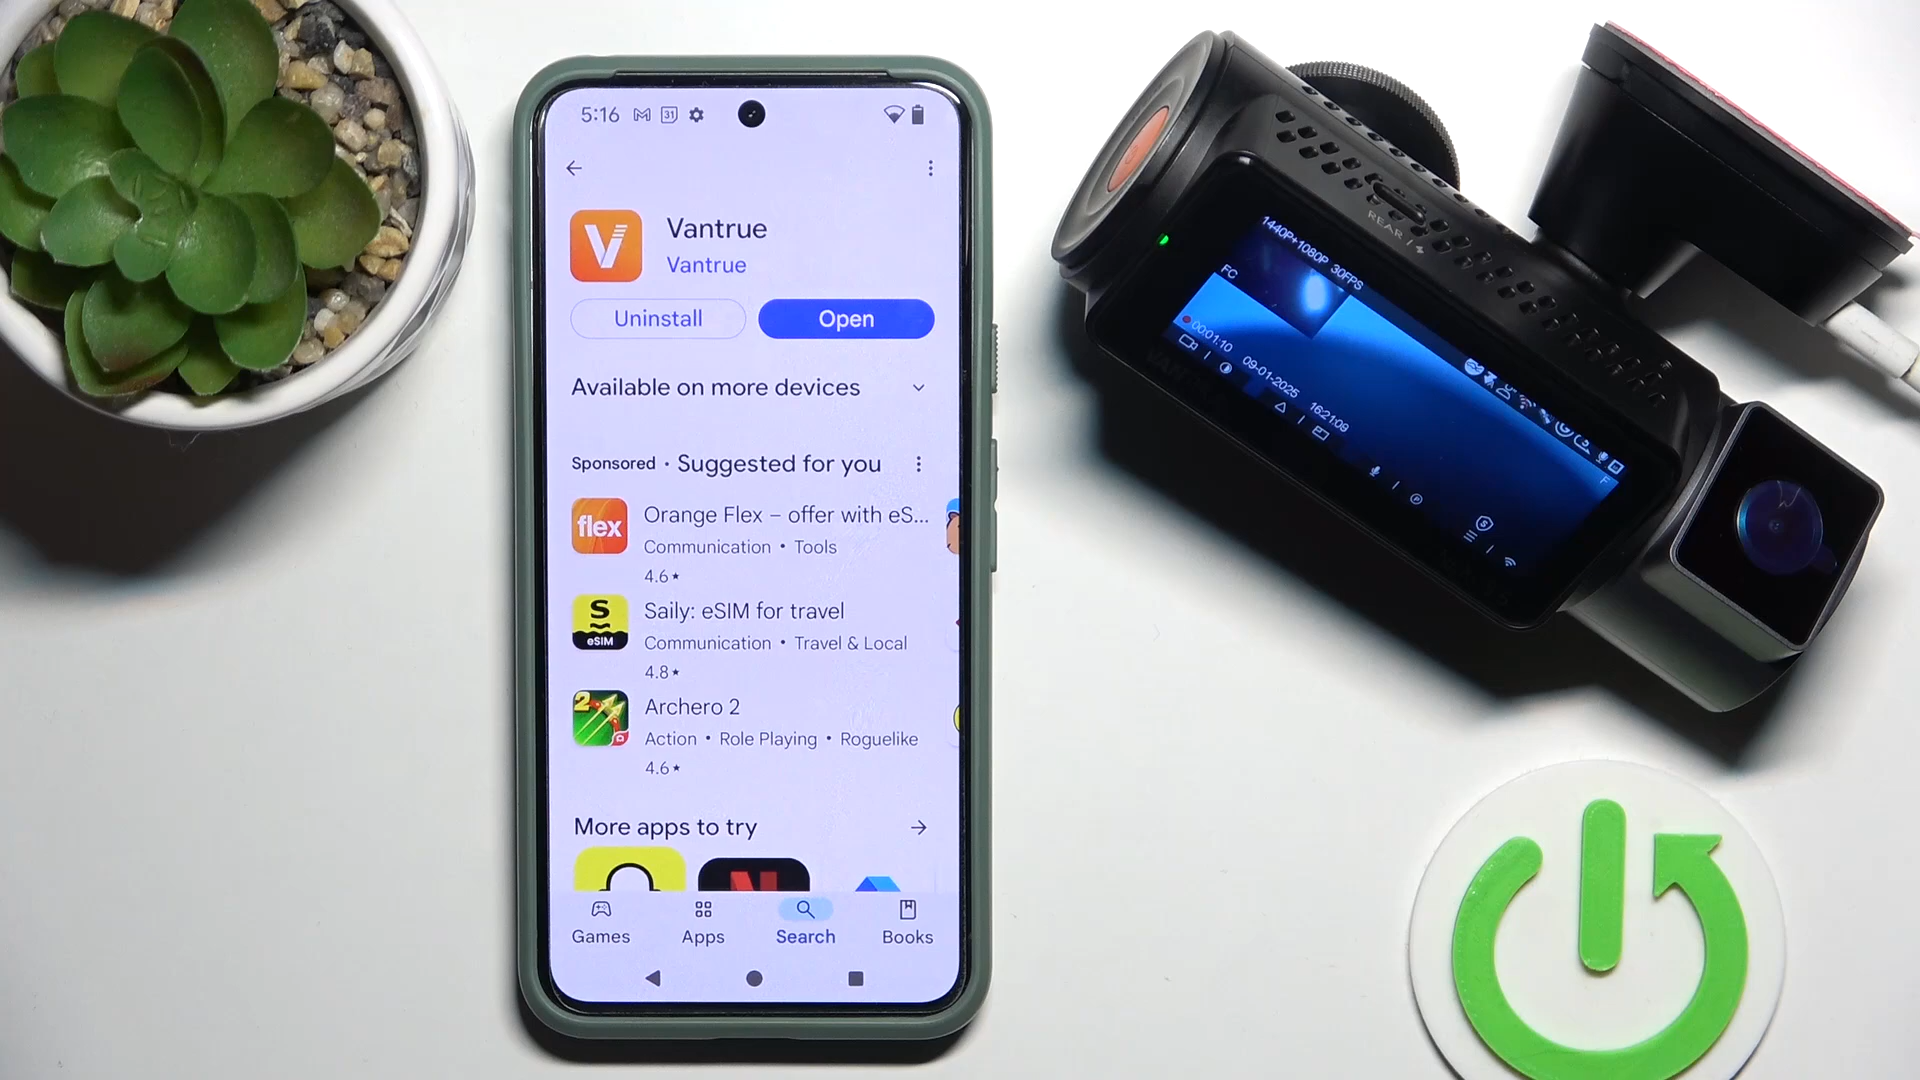 5:16
31
Vantrue
Vantrue
Uninstall
Open
Available on more devices
Sponsored • Suggested for you
flex
Orange Flex – offer with eS...
Communication • Tools
4.6★
S
eSIM
Saily: eSIM for travel
Communication • Travel & Local
4.8★
2
Archero 2
Action • Role Playing • Roguelike
4.6★
More apps to try
Games
Apps
Search
Books
REAR
1440P+1080P 30FPS
FC
00:01:10
09-01-2025
16:21:09
F